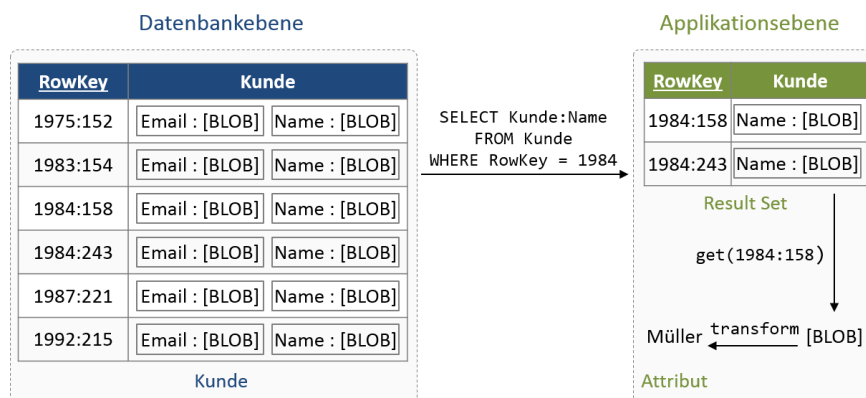 Datenbankebene
RowKey Kunde
1975:152 Email : [BLOB] Name : [BLOB]
1983:154 Email : [BLOB] Name : [BLOB]
1984:158 Email : [BLOB] Name : [BLOB]
1984:243 Email : [BLOB] Name : [BLOB]
1987:221 Email : [BLOB] Name : [BLOB]
1992:215 Email : [BLOB] Name : [BLOB]
Kunde
SELECT Kunde:Name
FROM Kunde
WHERE RowKey = 1984
Applikationsebene
RowKey Kunde
1984:158 Name : [BLOB]
1984:243 Name : [BLOB]
Result Set
get(1984:158)
Müller transform [BLOB]
Attribut